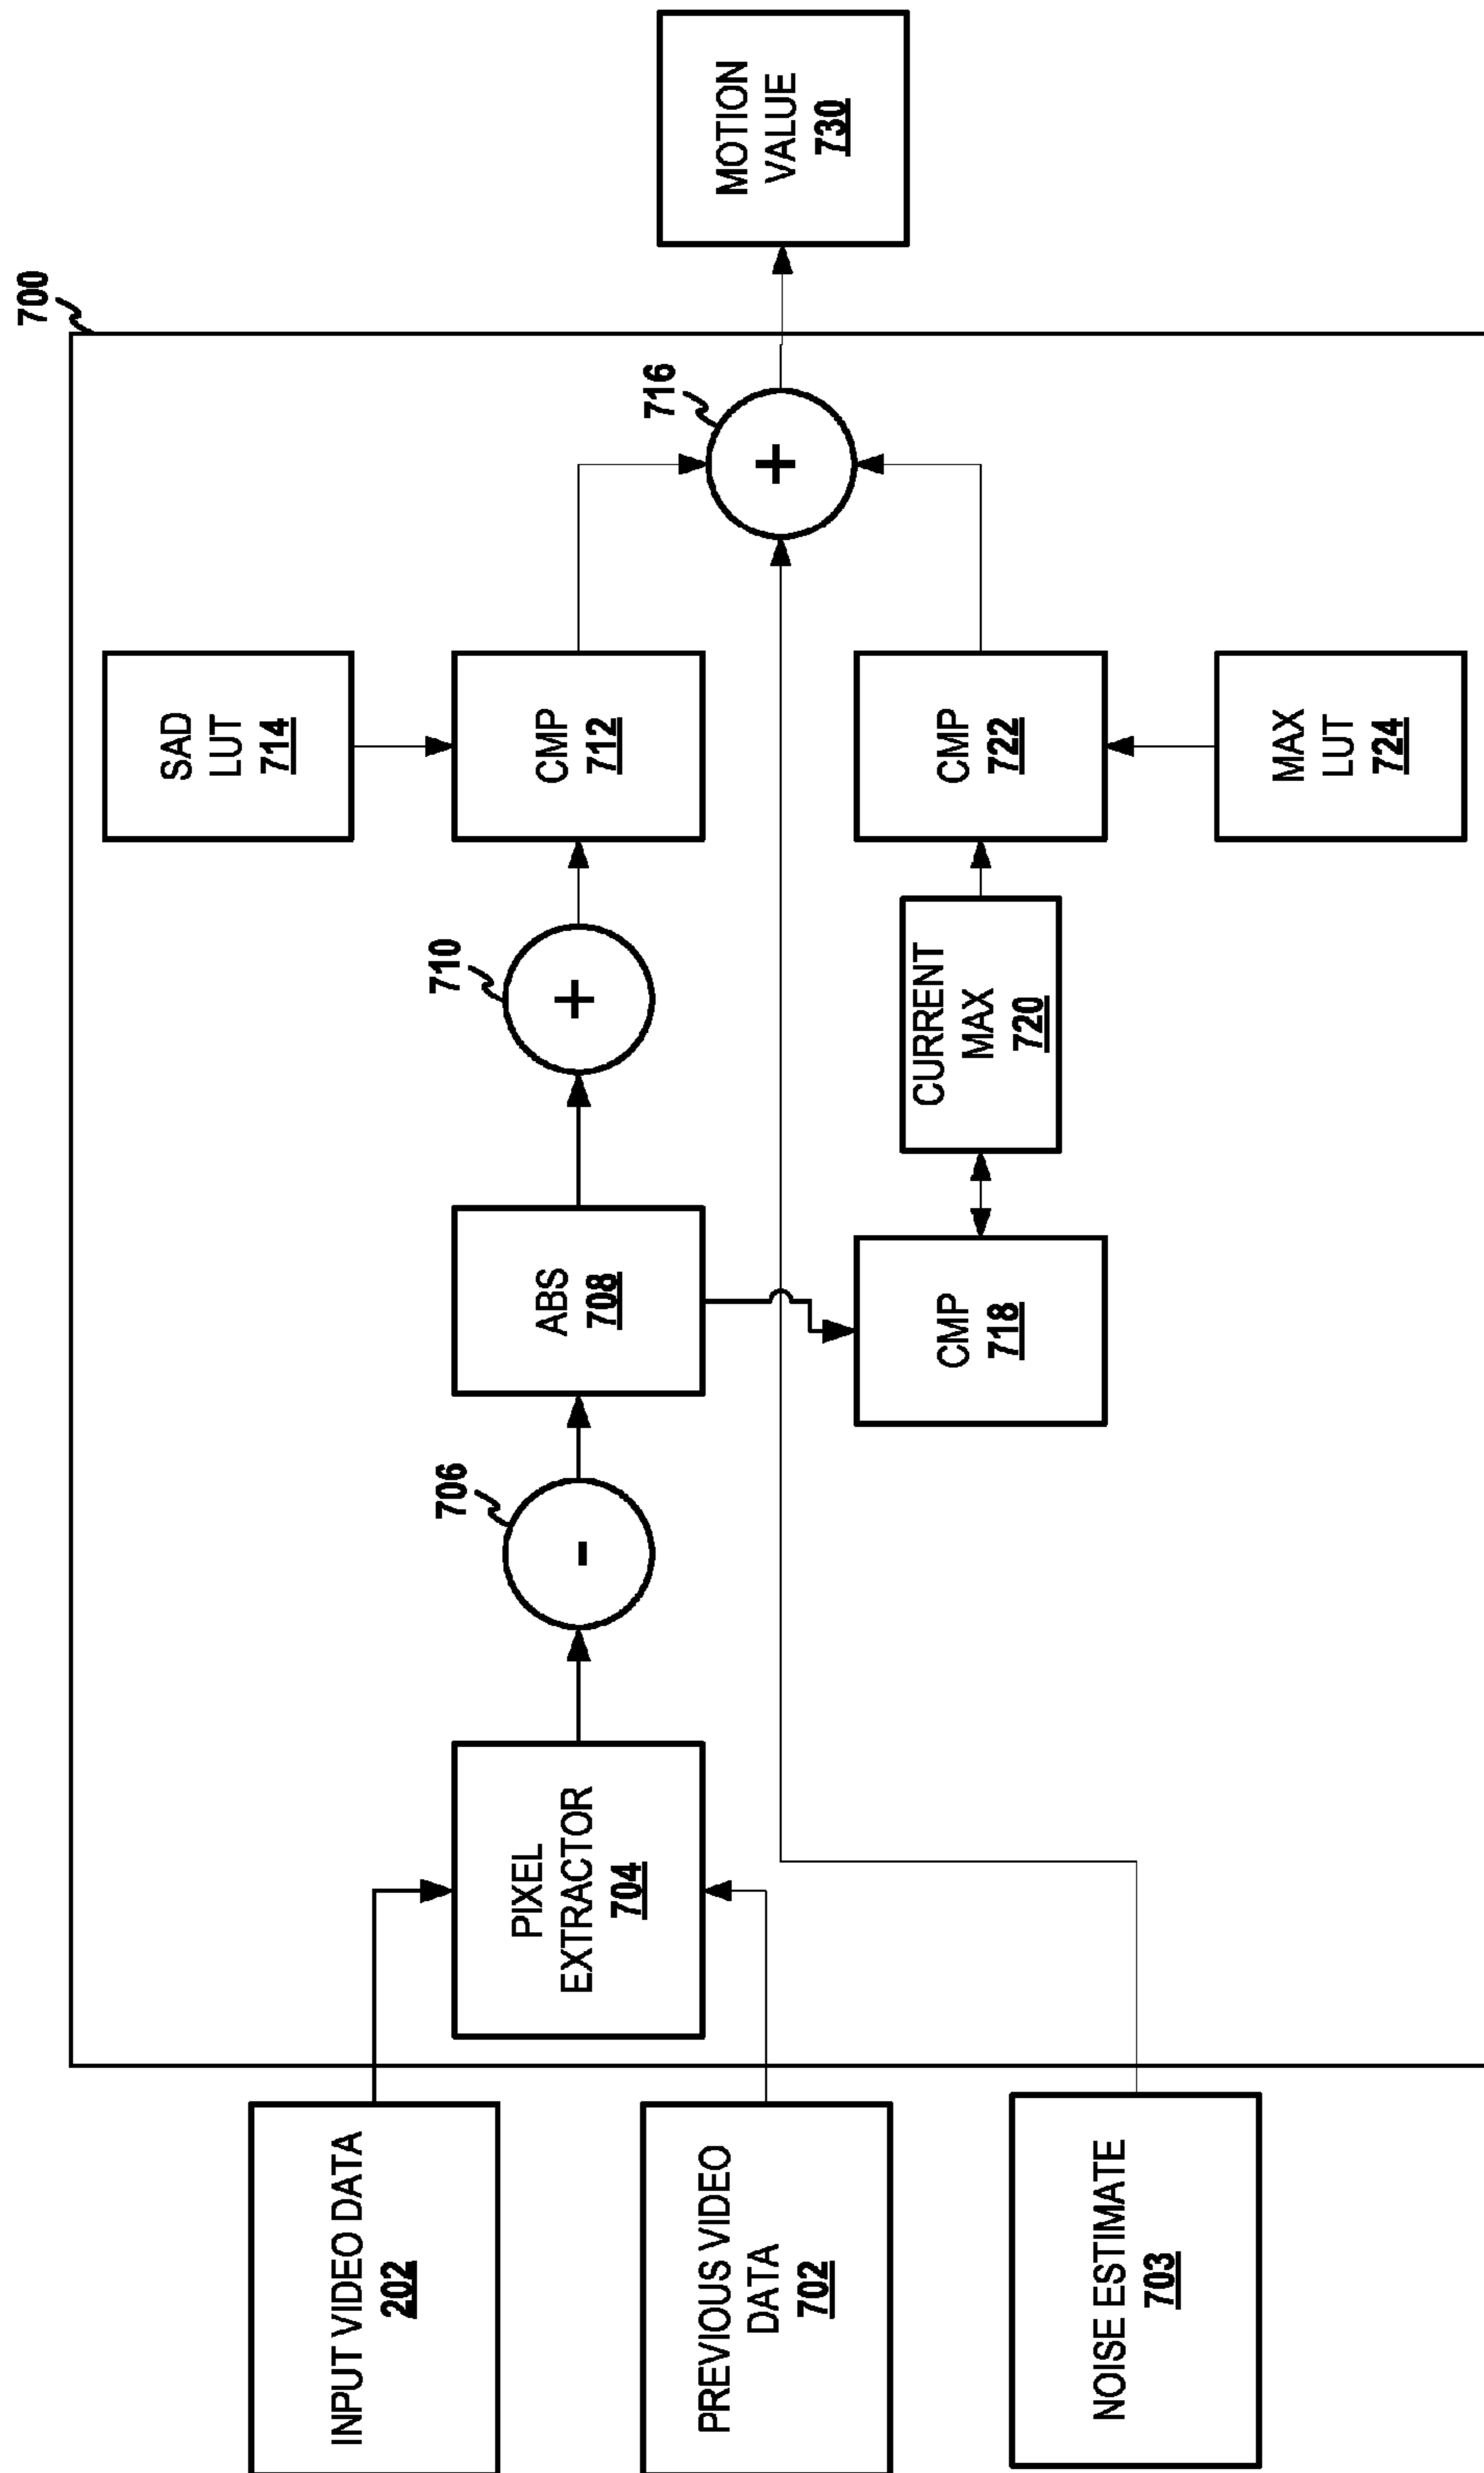 700
INPUT VIDEO DATA
202
PREVIOUS VIDEO
DATA
702
NOISE ESTIMATE
703
PIXEL
EXTRACTOR
704
706
-
ABS
708
710
+
SAD
LUT
714
CMP
712
716
+
CMP
718
CURRENT
MAX
720
CMP
722
MAX
LUT
724
MOTION
VALUE
730